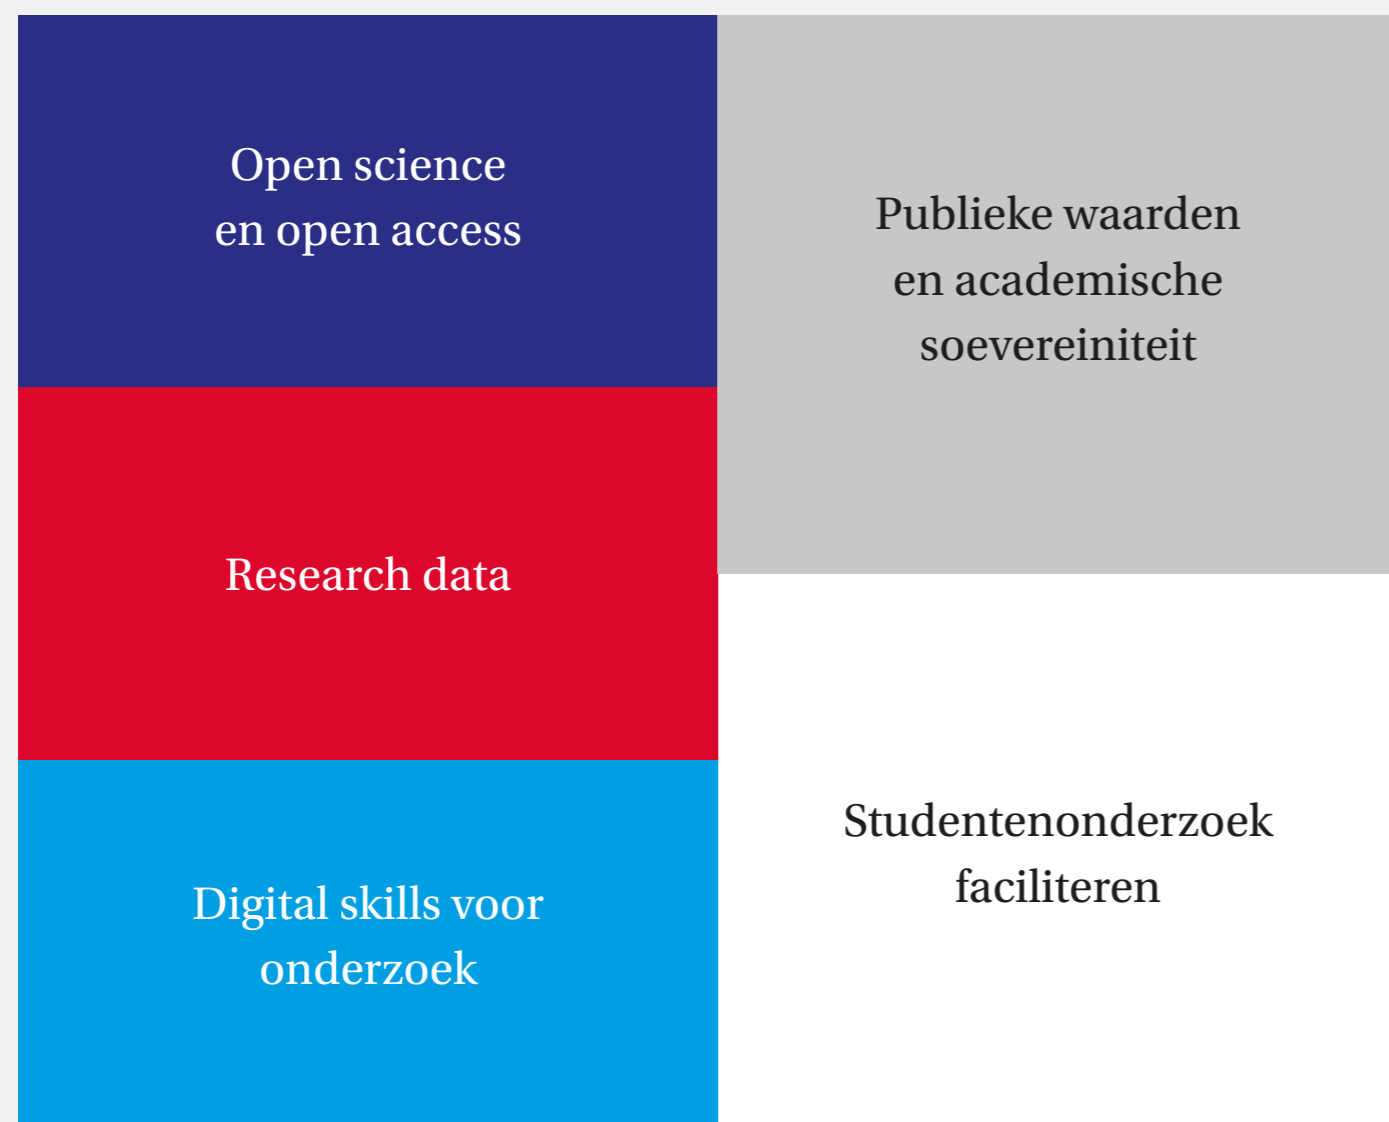 Open science
en open access
Publieke waarden
en academische
soevereiniteit
Research data
Digital skills voor
onderzoek
Studentenonderzoek
faciliteren